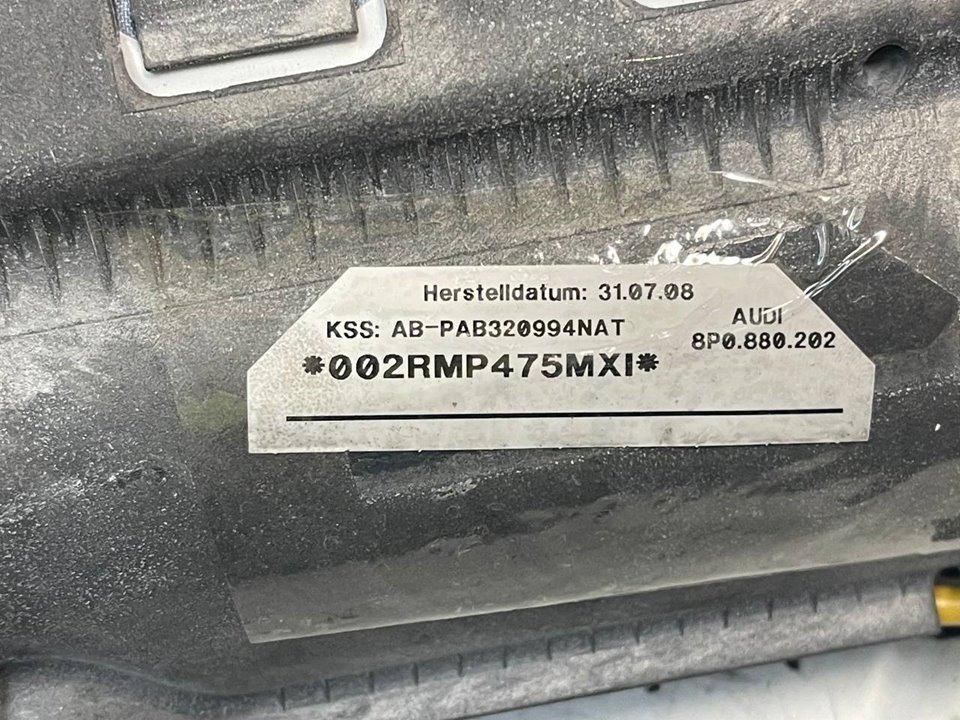 Herstelldatum: 31.07.08
KSS: AB-PAB320994NAT
AUDI
8P0.880.202
*002RMP475MXI*